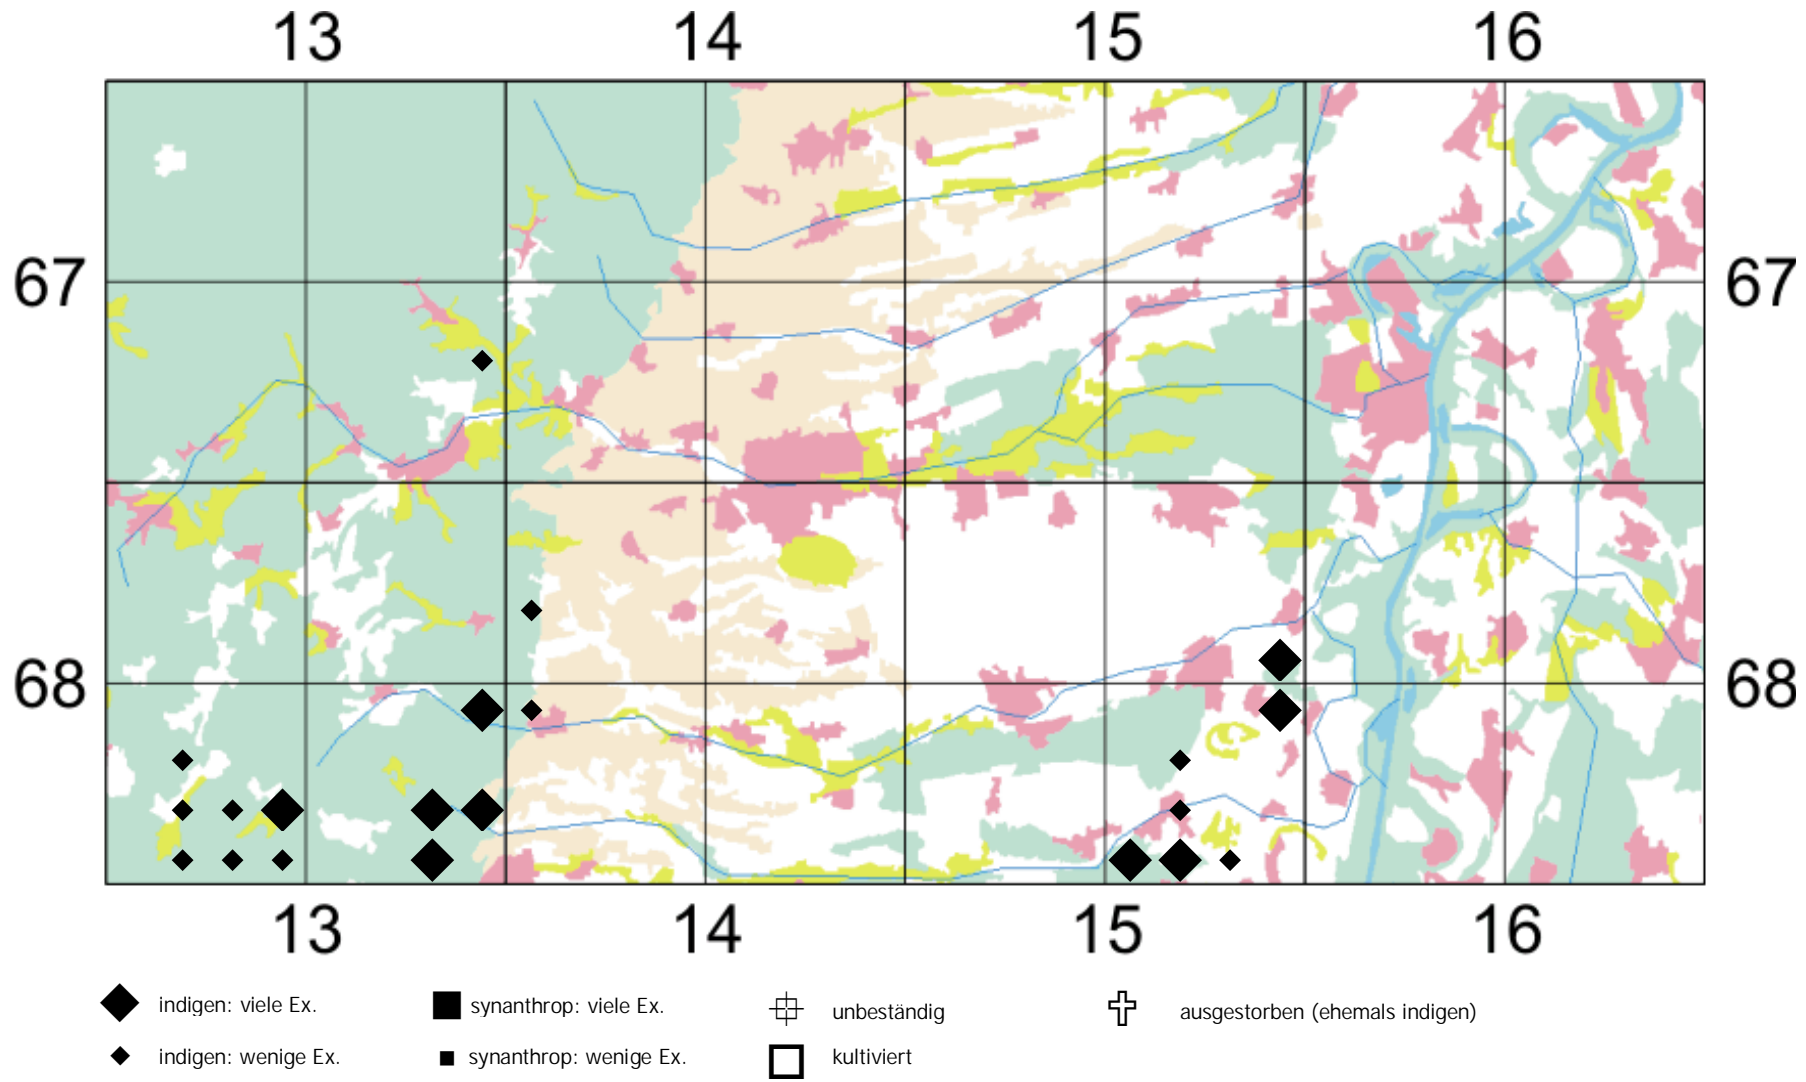 13 14 15 16
67 67
68 68
13 14 15 16
indigen: viele Ex. synanthrop: viele Ex. unbeständig ausgestorben (ehemals indigen)
indigen: wenige Ex. synanthrop: wenige Ex. kultiviert